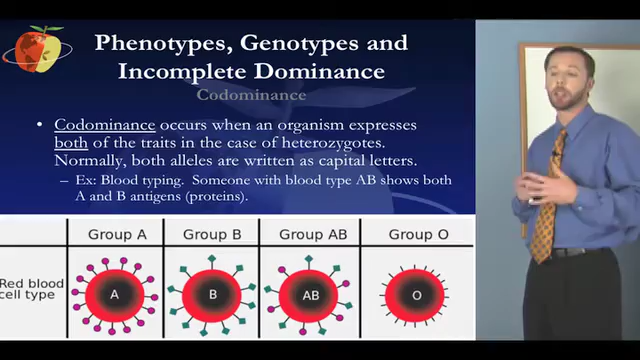 Phenotypes, Genotypes and
Incomplete Dominance
Codominance
• Codominance occurs when an organism expresses
both of the traits in the case of heterozygotes.
Normally, both alleles are written as capital letters.
– Ex: Blood typing. Someone with blood type AB shows both
A and B antigens (proteins).
Group A Group B Group AB Group O
Red blood
cell type
A B AB O